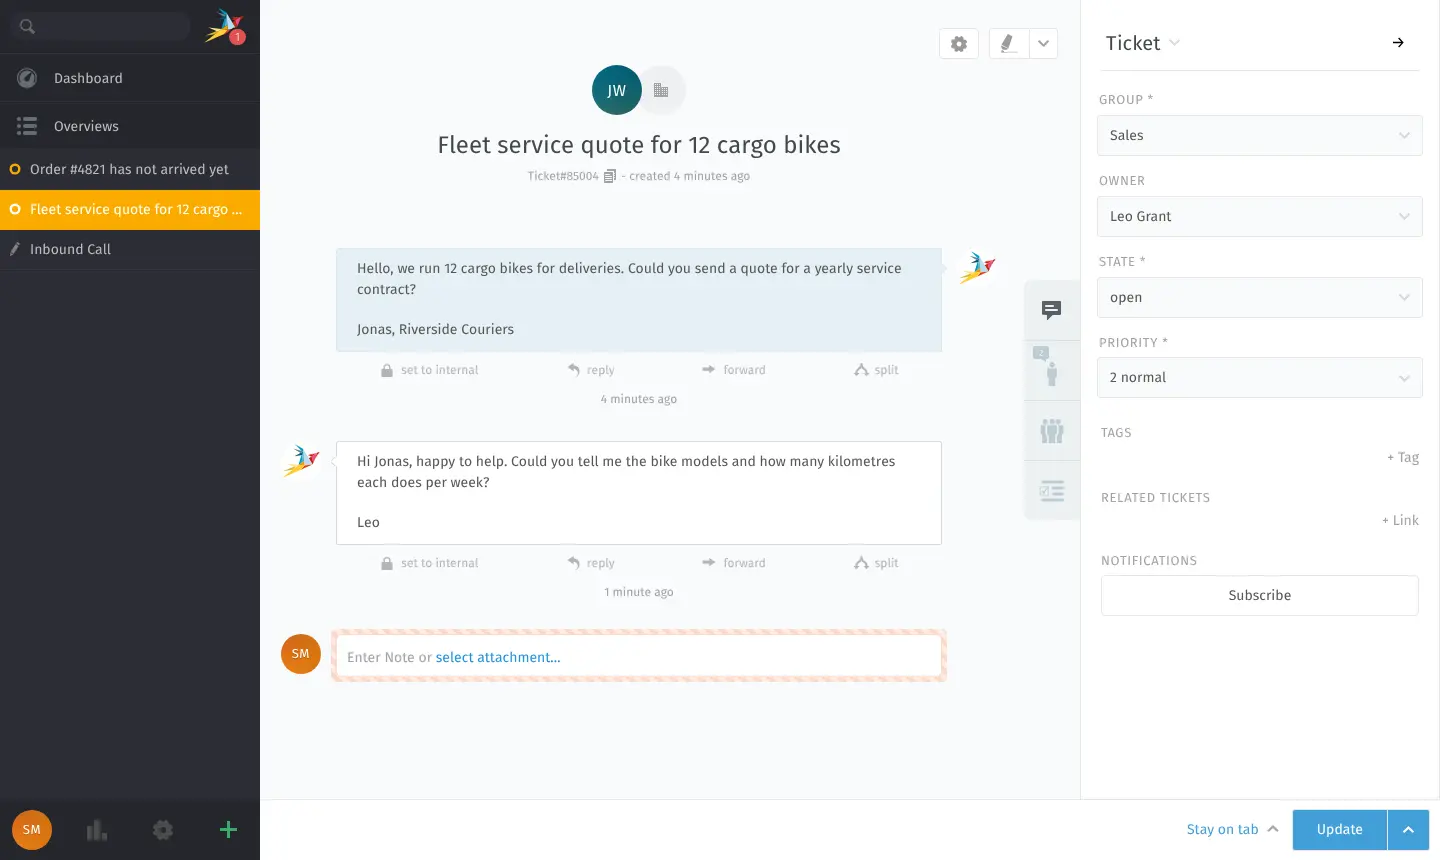 1
Dashboard
Overviews
Order #4821 has not arrived yet
Fleet service quote for 12 cargo ...
Inbound Call
SM
JW
Fleet service quote for 12 cargo bikes
Ticket#85004 - created 4 minutes ago
Hello, we run 12 cargo bikes for deliveries. Could you send a quote for a yearly service
contract?
Jonas, Riverside Couriers
set to internal reply forward split
4 minutes ago
Hi Jonas, happy to help. Could you tell me the bike models and how many kilometres
each does per week?
Leo
set to internal reply forward split
1 minute ago
SM
Enter Note or select attachment...
2
Ticket
GROUP *
Sales
OWNER
Leo Grant
STATE *
open
PRIORITY *
2 normal
TAGS
+ Tag
RELATED TICKETS
+ Link
NOTIFICATIONS
Subscribe
Stay on tab
Update